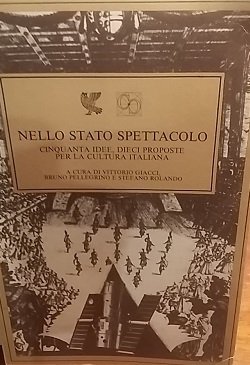 NELLO STATO SPETTACOLO
CINQUANTA IDEE, DIECI PROPOSTE
PER LA CULTURA ITALIANA
A CURA DI VITTORIO GIACCI,
BRUNO PELLEGRINO E STEFANO ROLANDO